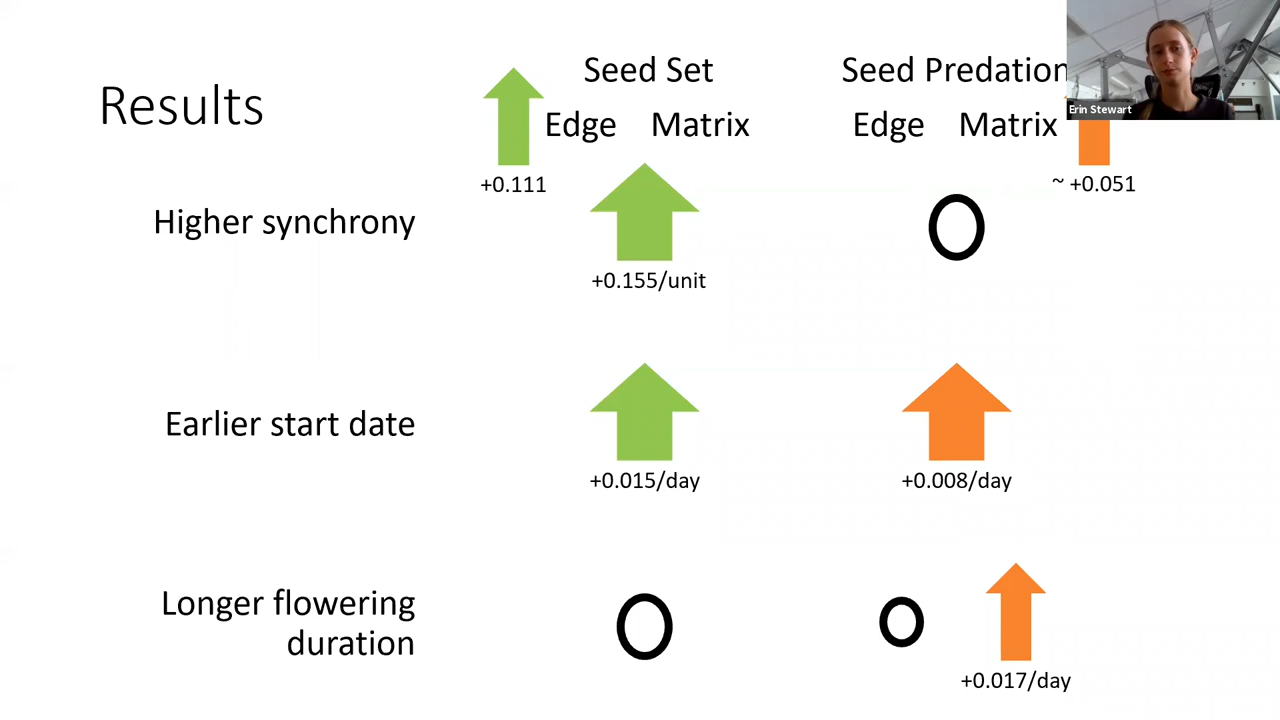 Results
Seed Set
Edge Matrix
Seed Predation
Edge Matrix
Erin Stewart
+0.111
~ +0.051
Higher synchrony
+0.155/unit
Earlier start date
+0.015/day
+0.008/day
Longer flowering
duration
+0.017/day